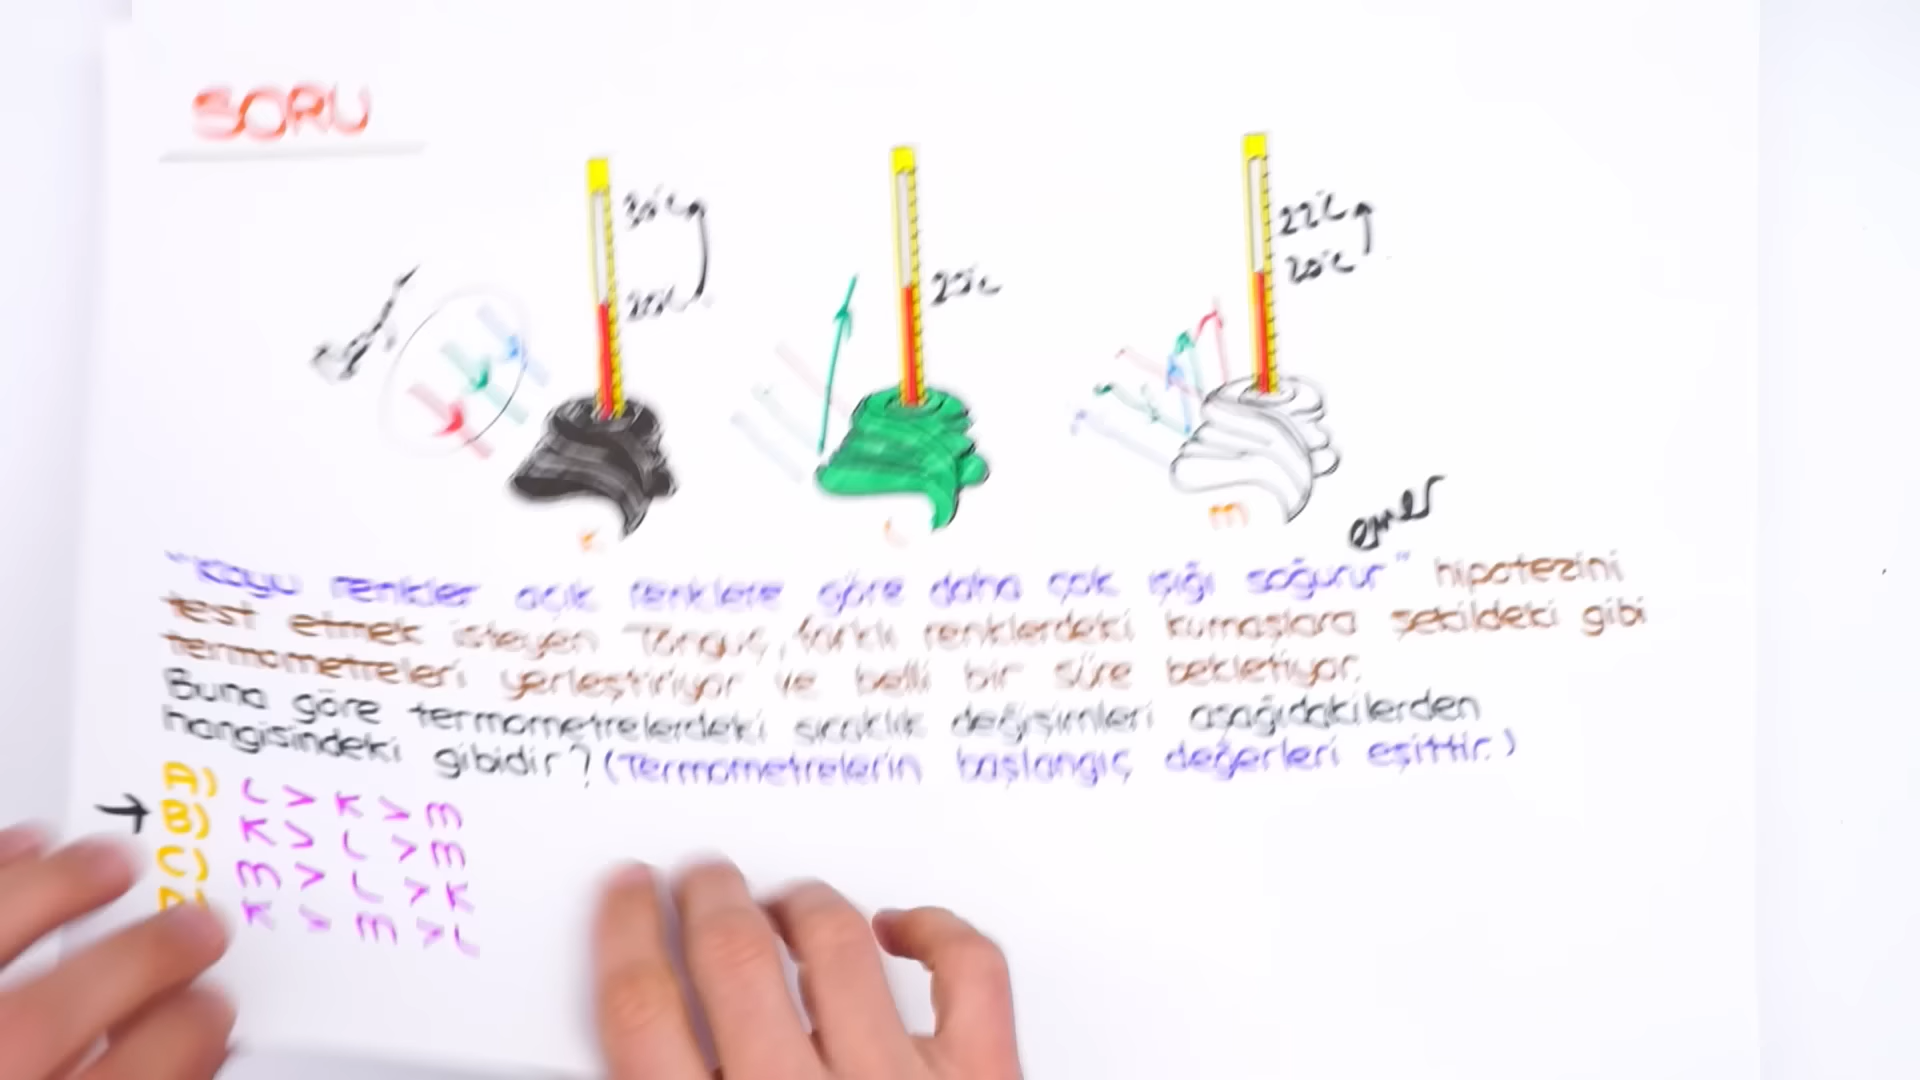 SORU
30°C
20°C
22°C
20°C
K
L
M
"Koyu renkler açık renklere göre daha çok ışığı soğurur" hipotezini
test etmek isteyen Tonguç, farklı renklerdeki kumaşlara şekildeki gibi
termometreleri yerleştiriyor ve belli bir süre bekletiyor.
Buna göre termometrelerdeki sıcaklık değişimleri aşağıdakilerden
hangisindeki gibidir? (Termometrelerin başlangıç değerleri eşittir.)
A) L > K > M
B) K > L > M
C) M > L > K
K > M > L